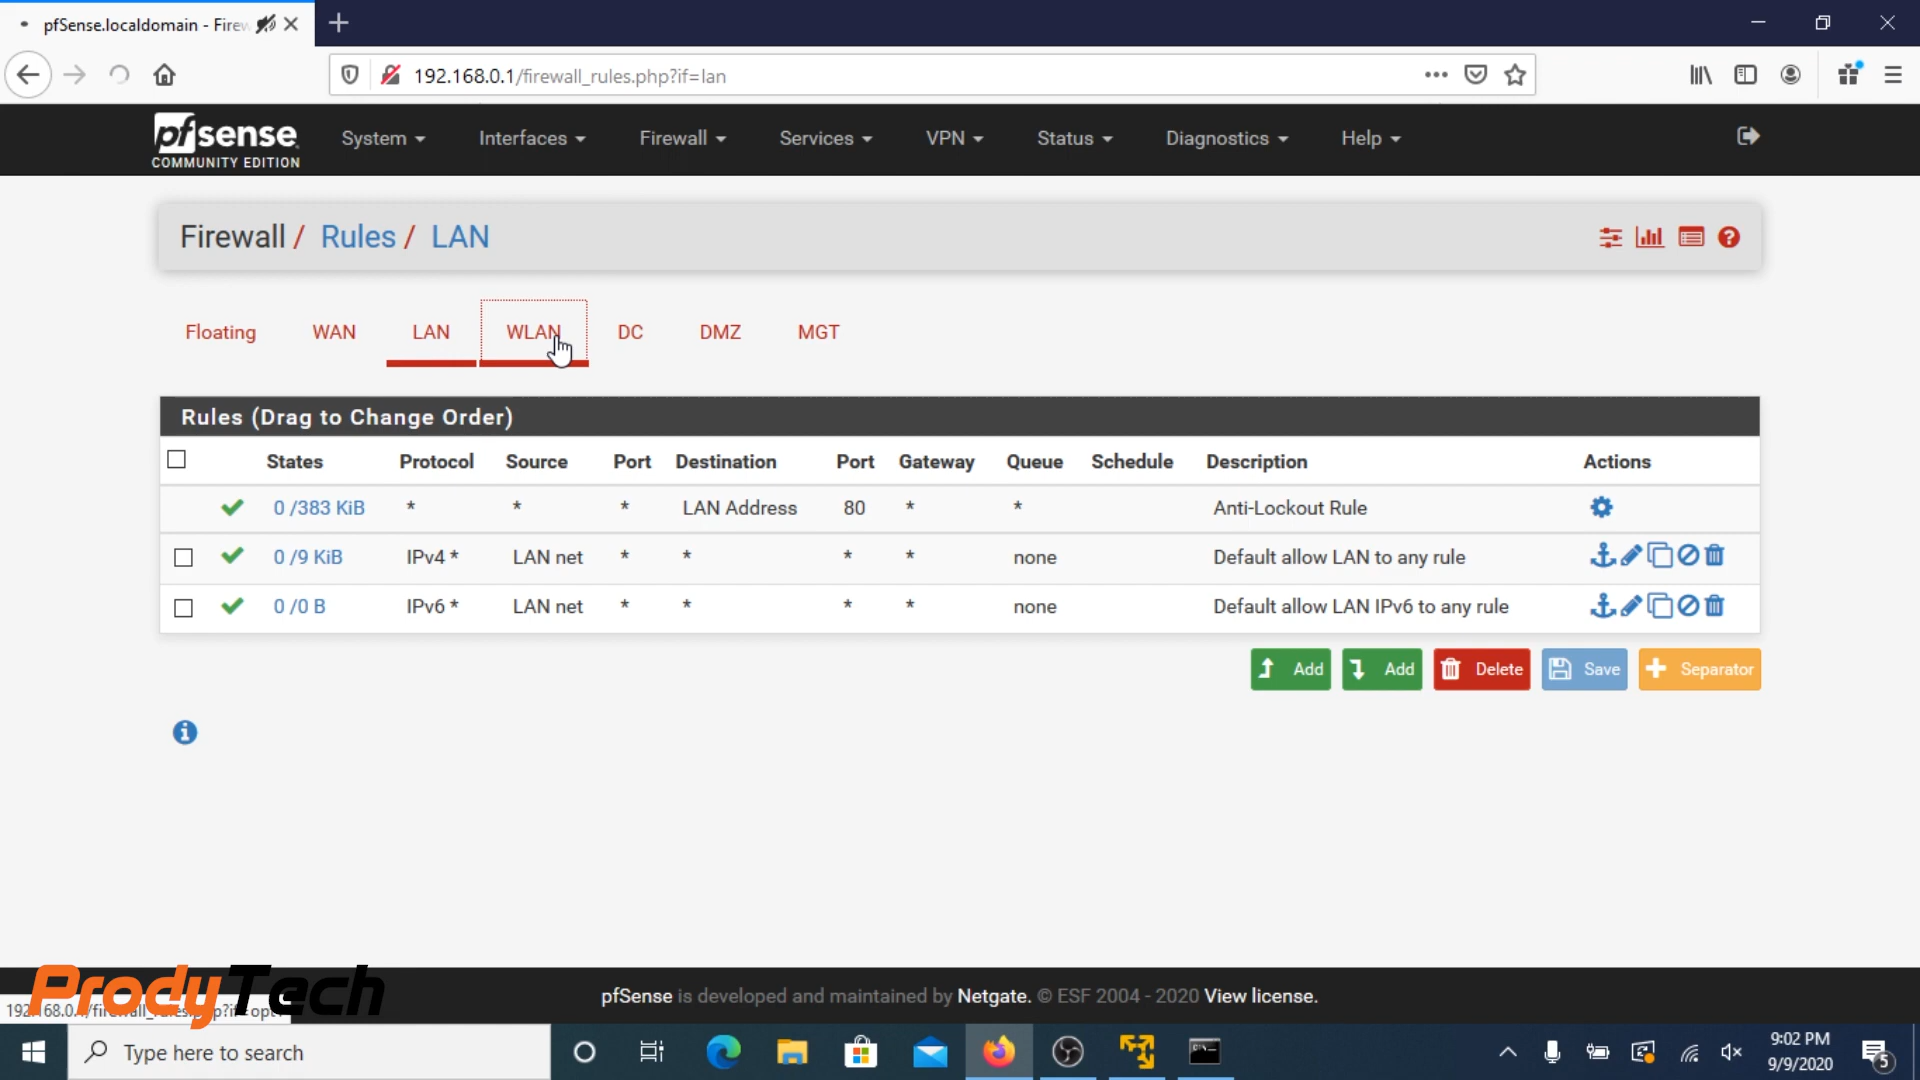 pfSense.localdomain - Firew
192.168.0.1/firewall_rules.php?if=lan
pfsense
COMMUNITY EDITION
System Interfaces Firewall Services VPN Status Diagnostics Help
Firewall / Rules / LAN
Floating WAN LAN WLAN DC DMZ MGT
Rules (Drag to Change Order)
States Protocol Source Port Destination Port Gateway Queue Schedule Description Actions
0 /383 KiB * * * LAN Address 80 * * Anti-Lockout Rule
0 /9 KiB IPv4 * LAN net * * * * none Default allow LAN to any rule
0 /0 B IPv6 * LAN net * * * * none Default allow LAN IPv6 to any rule
Add Add Delete Save Separator
ProdyTech
pfSense is developed and maintained by Netgate. © ESF 2004 - 2020 View license.
Type here to search
9:02 PM
9/9/2020
5